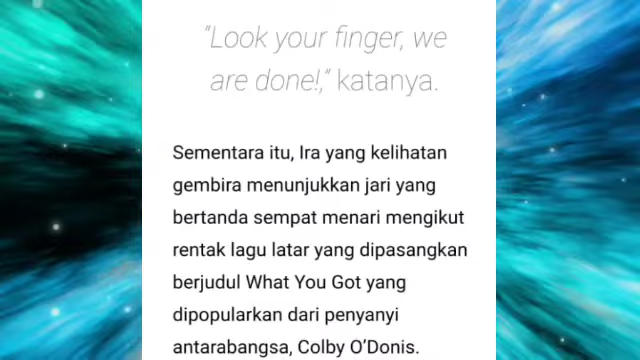 “Look your finger, we
are done!,” katanya.
Sementara itu, Ira yang kelihatan
gembira menunjukkan jari yang
bertanda sempat menari mengikut
rentak lagu latar yang dipasangkan
berjudul What You Got yang
dipopularkan dari penyanyi
antarabangsa, Colby O’Donis.